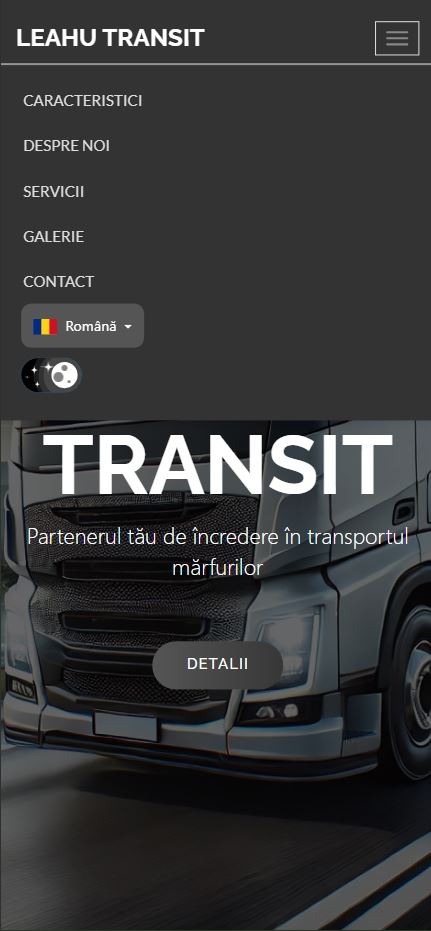 LEAHU TRANSIT
CARACTERISTICI
DESPRE NOI
SERVICII
GALERIE
CONTACT
Română
TRANSIT
Partenerul tău de încredere în transportul
mărfurilor
DETALII